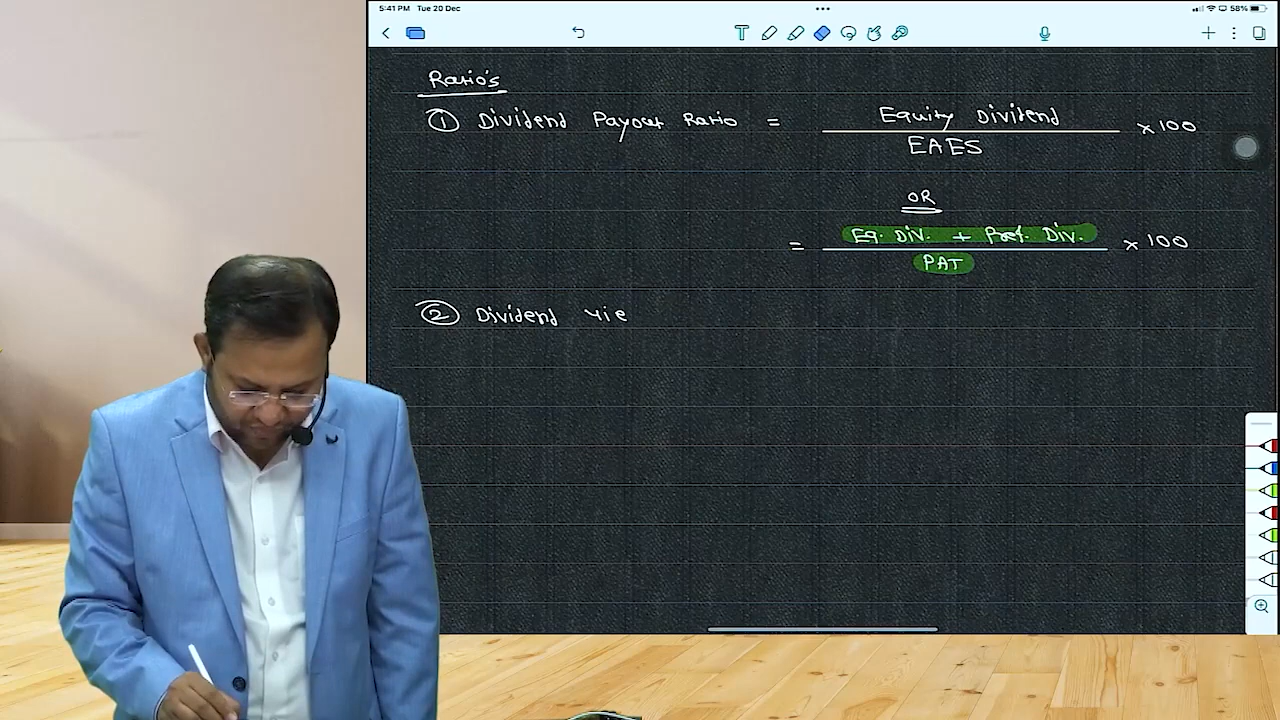 5:41 PM Tue 20 Dec
58%
Ratio's
① Dividend Payout Ratio = Equity Dividend / EAES × 100
OR
= Eq. Div. + Pref. Div. / PAT × 100
② Dividend Yie